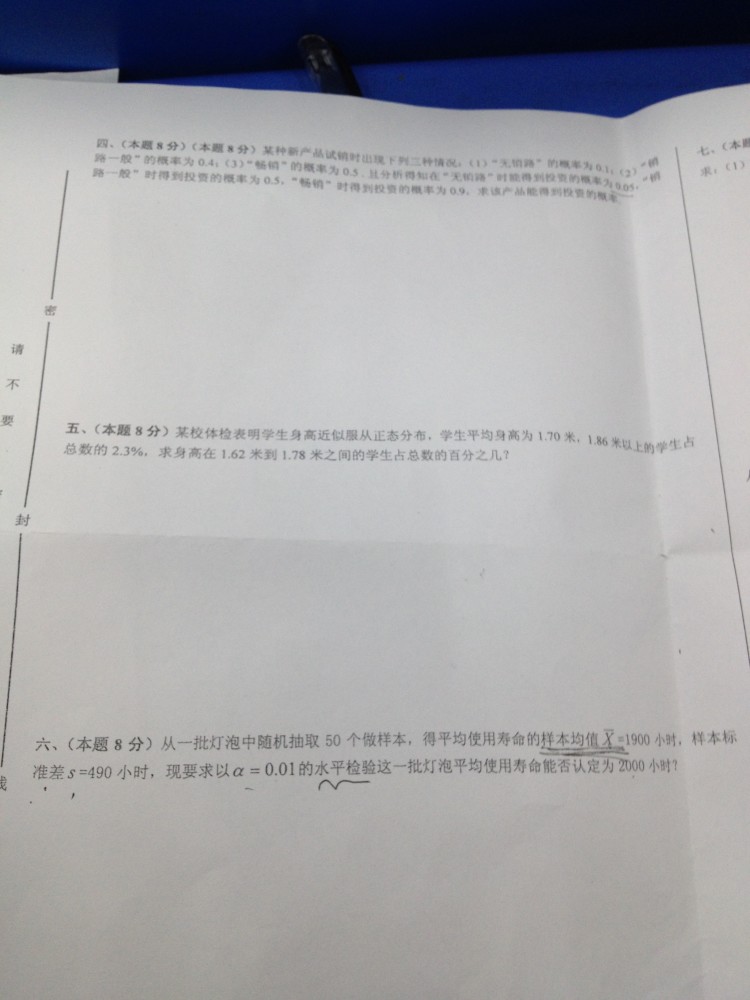 四、（本题 8 分）（本题 8 分）某种新产品试销时出现下列三种情况：（1）“无销路”的概率为 0.1；（2）“销
路一般”的概率为 0.4；（3）“畅销”的概率为 0.5．且分析得知在“无销路”时能得到投资的概率为 0.05，“销
路一般”时得到投资的概率为 0.5，“畅销”时得到投资的概率为 0.9．求该产品能得到投资的概率
密
请
不
要
封
五、（本题 8 分）某校体检表明学生身高近似服从正态分布，学生平均身高为 1.70 米，1.86 米以上的学生占
总数的 2.3%，求身高在 1.62 米到 1.78 米之间的学生占总数的百分之几？
六、（本题 8 分）从一批灯泡中随机抽取 50 个做样本，得平均使用寿命的样本均值 X̄ =1900 小时，样本标
准差 s =490 小时，现要求以 α = 0.01 的水平检验这一批灯泡平均使用寿命能否认定为 2000 小时？
七、（本题
求：（1）